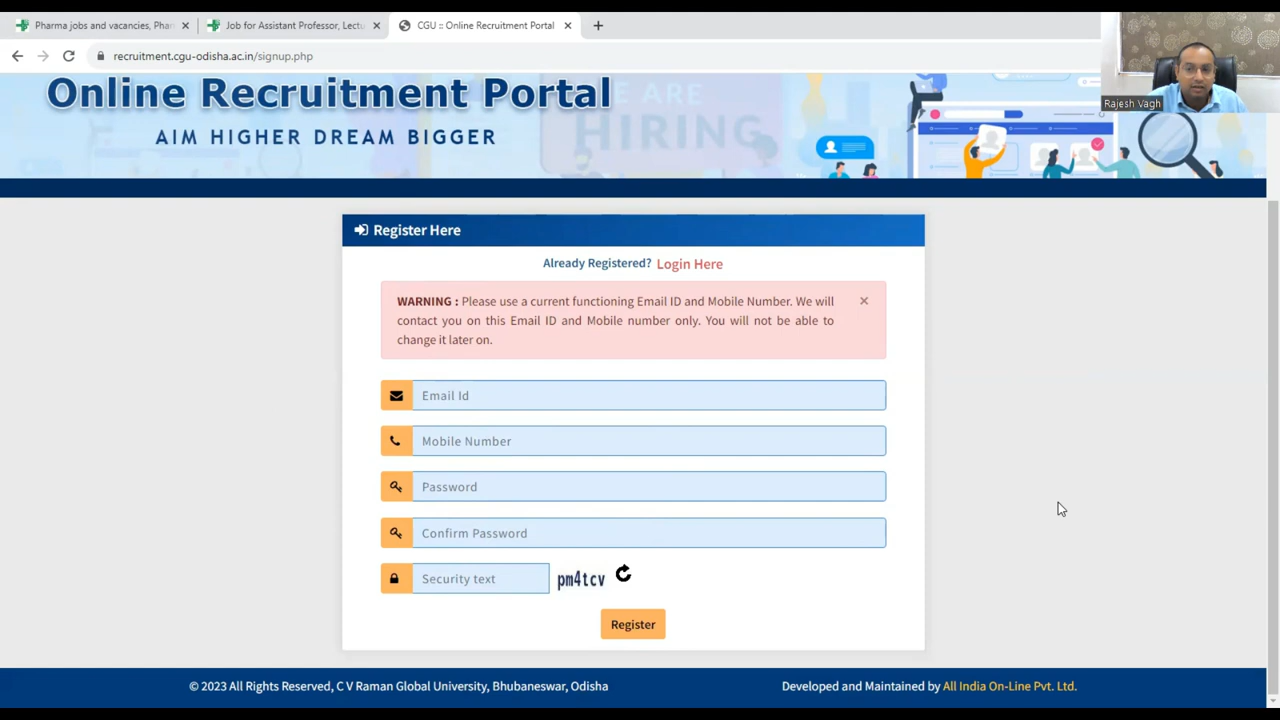 Pharma jobs and vacancies, Phar
Job for Assistant Professor, Lectu
CGU :: Online Recruitment Portal
recruitment.cgu-odisha.ac.in/signup.php
Rajesh Vagh
Online Recruitment Portal
AIM HIGHER DREAM BIGGER
WE ARE
HIRING
Register Here
Already Registered? Login Here
WARNING : Please use a current functioning Email ID and Mobile Number. We will
contact you on this Email ID and Mobile number only. You will not be able to
change it later on.
Email Id
Mobile Number
Password
Confirm Password
Security text
pm4tcv
Register
© 2023 All Rights Reserved, C V Raman Global University, Bhubaneswar, Odisha
Developed and Maintained by All India On-Line Pvt. Ltd.